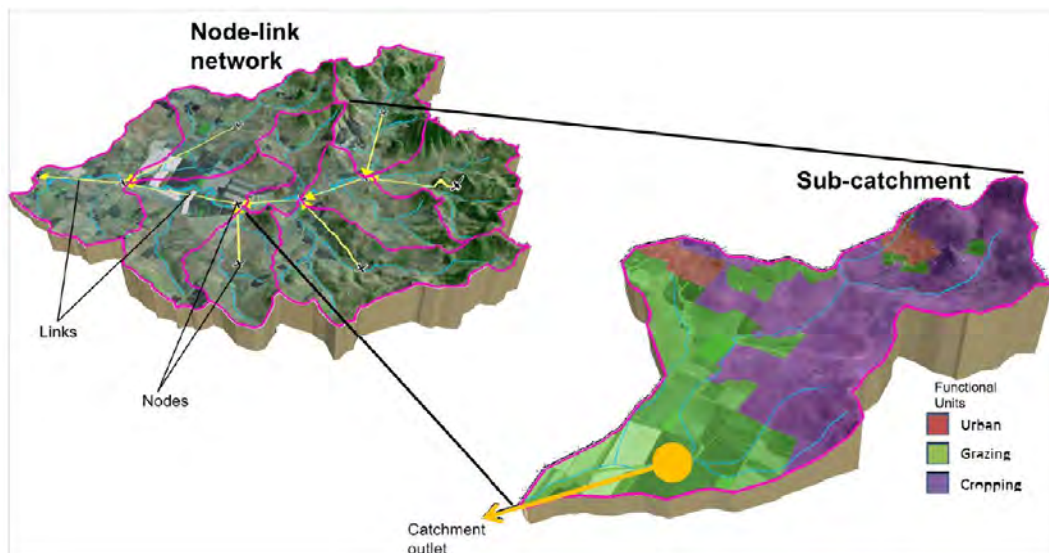 Node-link
network
Sub-catchment
Links
Nodes
Functional
Units
Urban
Grazing
Cropping
Catchment
outlet